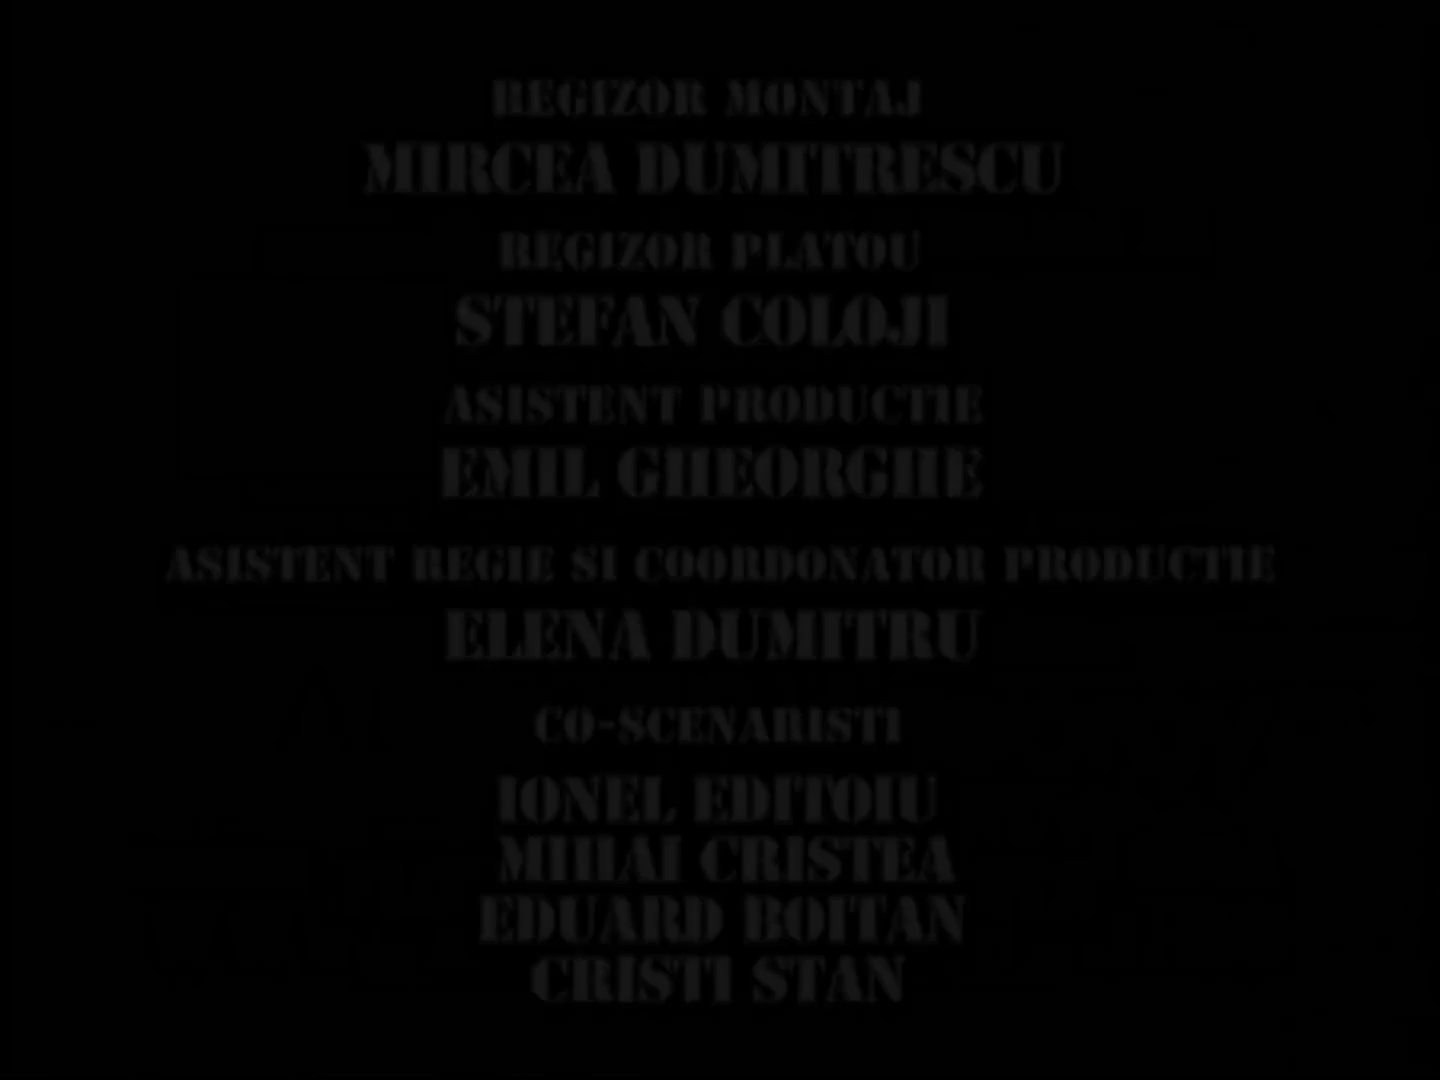 REGIZOR MONTAJ
MIRCEA DUMITRESCU
REGIZOR PLATOU
STEFAN COLOJI
ASISTENT PRODUCTIE
EMIL GHEORGHE
ASISTENT REGIE SI COORDONATOR PRODUCTIE
ELENA DUMITRU
CO-SCENARISTI
IONEL EDITOIU
MIHAI CRISTEA
EDUARD BOITAN
CRISTI STAN